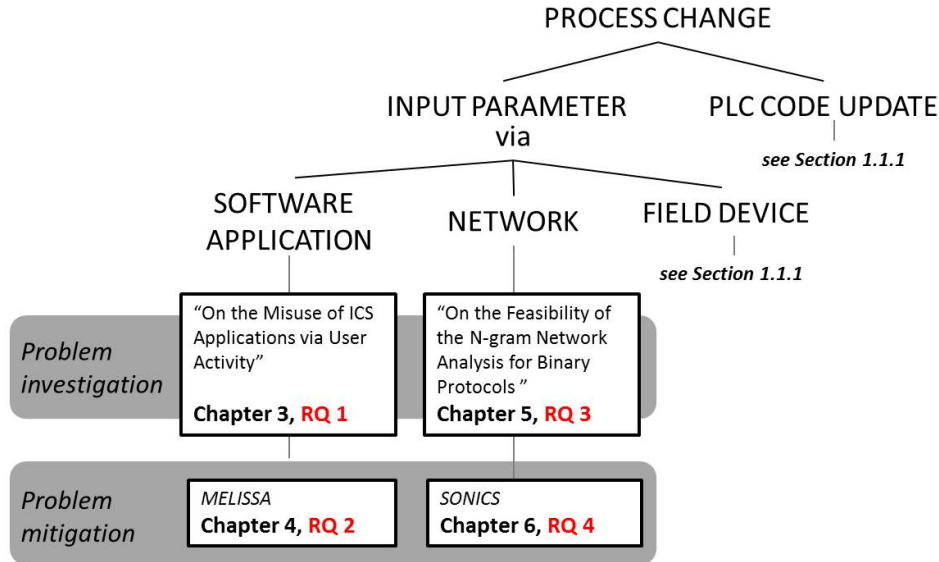 PROCESS CHANGE
INPUT PARAMETER
via
PLC CODE UPDATE
see Section 1.1.1
SOFTWARE
APPLICATION
NETWORK
FIELD DEVICE
see Section 1.1.1
Problem
investigation
“On the Misuse of ICS
Applications via User
Activity”
Chapter 3, RQ 1
“On the Feasibility of
the N-gram Network
Analysis for Binary
Protocols ”
Chapter 5, RQ 3
Problem
mitigation
MELISSA
Chapter 4, RQ 2
SONICS
Chapter 6, RQ 4